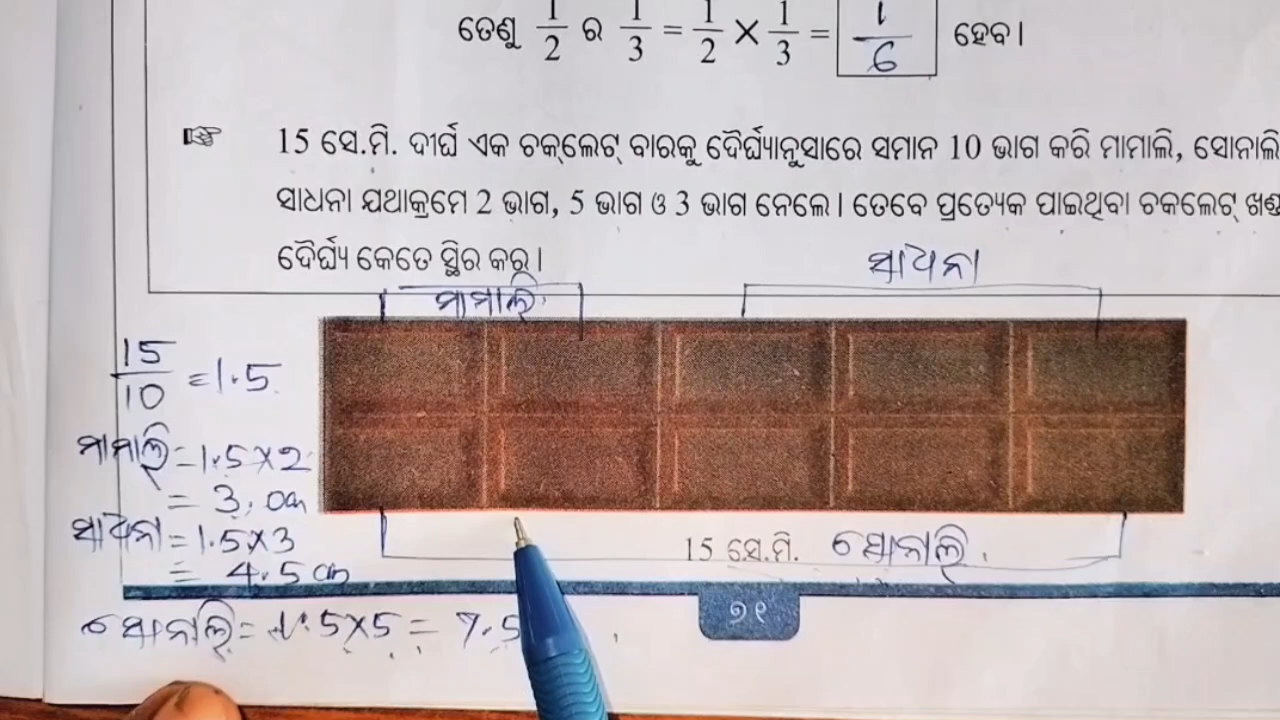 ତେଣୁ 1/2 ର 1/3 = 1/2 × 1/3 = 1/6 ହେବ।
☞ 15 ସେ.ମି. ଦୀର୍ଘ ଏକ ଚକ୍‌ଲେଟ୍ ବାରକୁ ଦୈର୍ଘ୍ୟାନୁସାରେ ସମାନ 10 ଭାଗ କରି ମାମାଲି, ସୋନାଲି
ସାଧନା ଯଥାକ୍ରମେ 2 ଭାଗ, 5 ଭାଗ ଓ 3 ଭାଗ ନେଲେ। ତେବେ ପ୍ରତ୍ୟେକ ପାଇଥିବା ଚକଲେଟ୍ ଖଣ୍ଡ
ଦୈର୍ଘ୍ୟ କେତେ ସ୍ଥିର କର।
ସାଧନା
ମାମାଲି
15/10 = 1.5
ମାମାଲି = 1.5×2
= 3. cm
ସାଧନା = 1.5×3
= 4.5 cm
15 ସେ.ମି. ସୋନାଲି
ସୋନାଲି = 1.5×5 = 7.5
୭୧